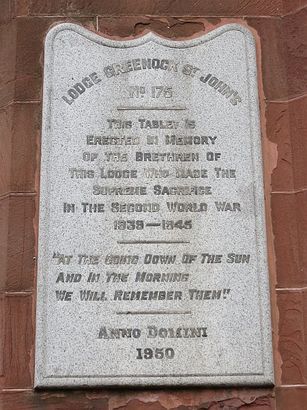 LODGE GREENOCK ST JOHN'S
NO 175
THIS TABLET IS
ERECTED IN MEMORY
OF THE BRETHREN OF
THIS LODGE WHO MADE THE
SUPREME SACRIFICE
IN THE SECOND WORLD WAR
1939—1945
"AT THE GOING DOWN OF THE SUN
AND IN THE MORNING
WE WILL REMEMBER THEM"
ANNO DOMINI
1950